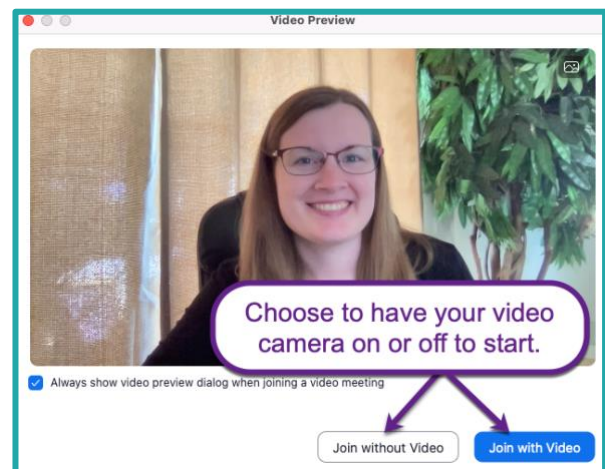 Video Preview
Choose to have your video
camera on or off to start.
Always show video preview dialog when joining a video meeting
Join without Video
Join with Video